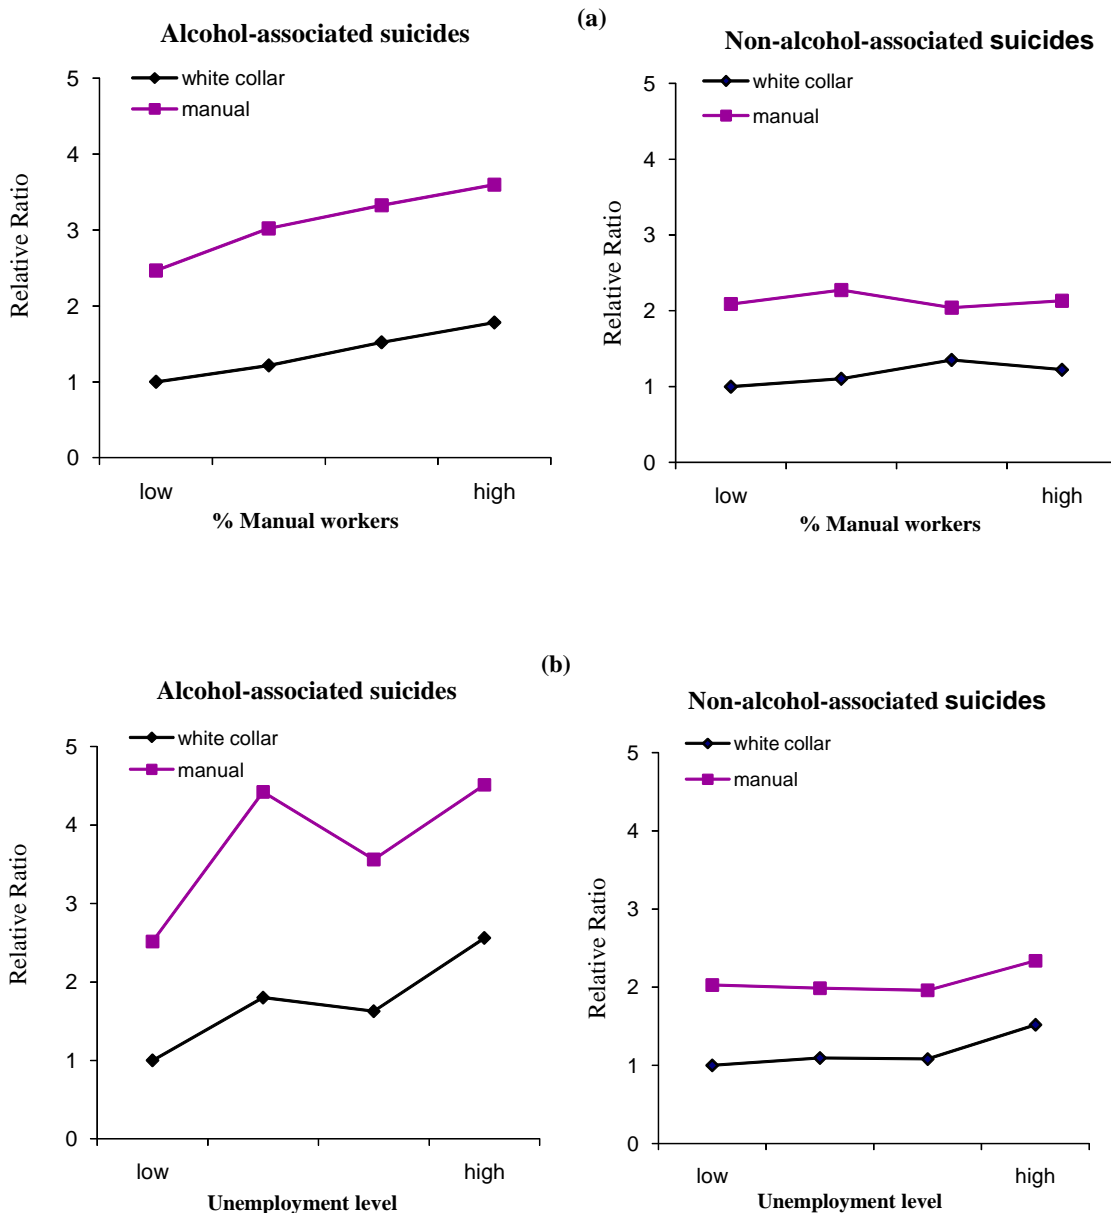 (a)
Alcohol-associated suicides
white collar
manual
5
4
3
2
1
0
Relative Ratio
low
high
% Manual workers
Non-alcohol-associated suicides
white collar
manual
5
4
3
2
1
0
Relative Ratio
low
high
% Manual workers
(b)
Alcohol-associated suicides
white collar
manual
5
4
3
2
1
0
Relative Ratio
low
high
Unemployment level
Non-alcohol-associated suicides
white collar
manual
5
4
3
2
1
0
Relative Ratio
low
high
Unemployment level